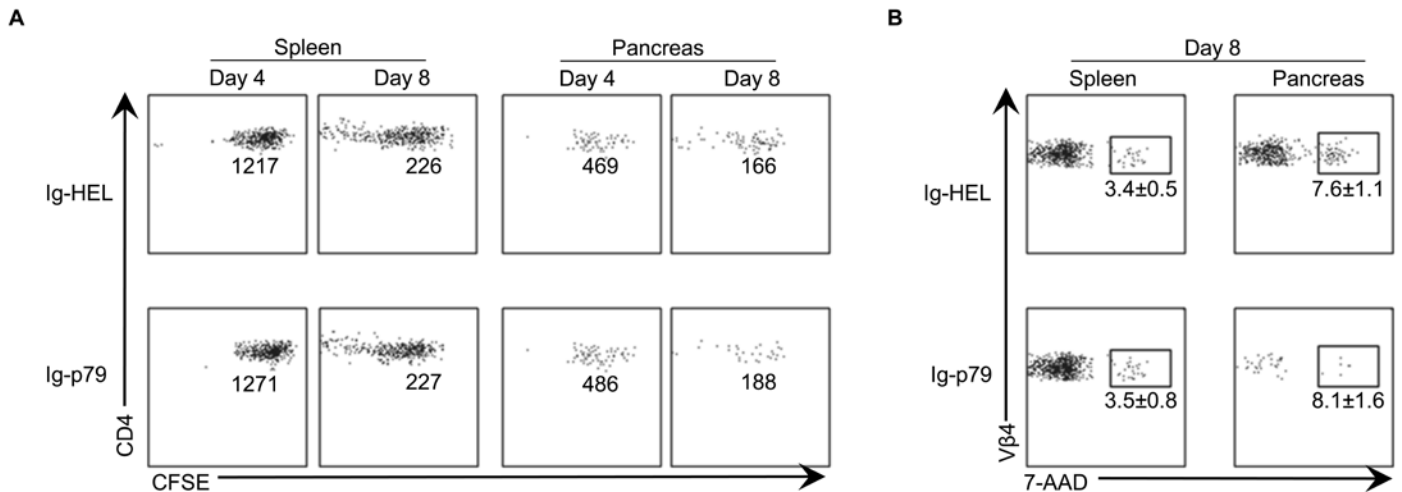 A
Spleen
Pancreas
Day 4
Day 8
Day 4
Day 8
Ig-HEL
1217
226
469
166
Ig-p79
1271
227
486
188
CD4
CFSE
B
Day 8
Spleen
Pancreas
Ig-HEL
3.4±0.5
7.6±1.1
Ig-p79
3.5±0.8
8.1±1.6
Vβ4
7-AAD